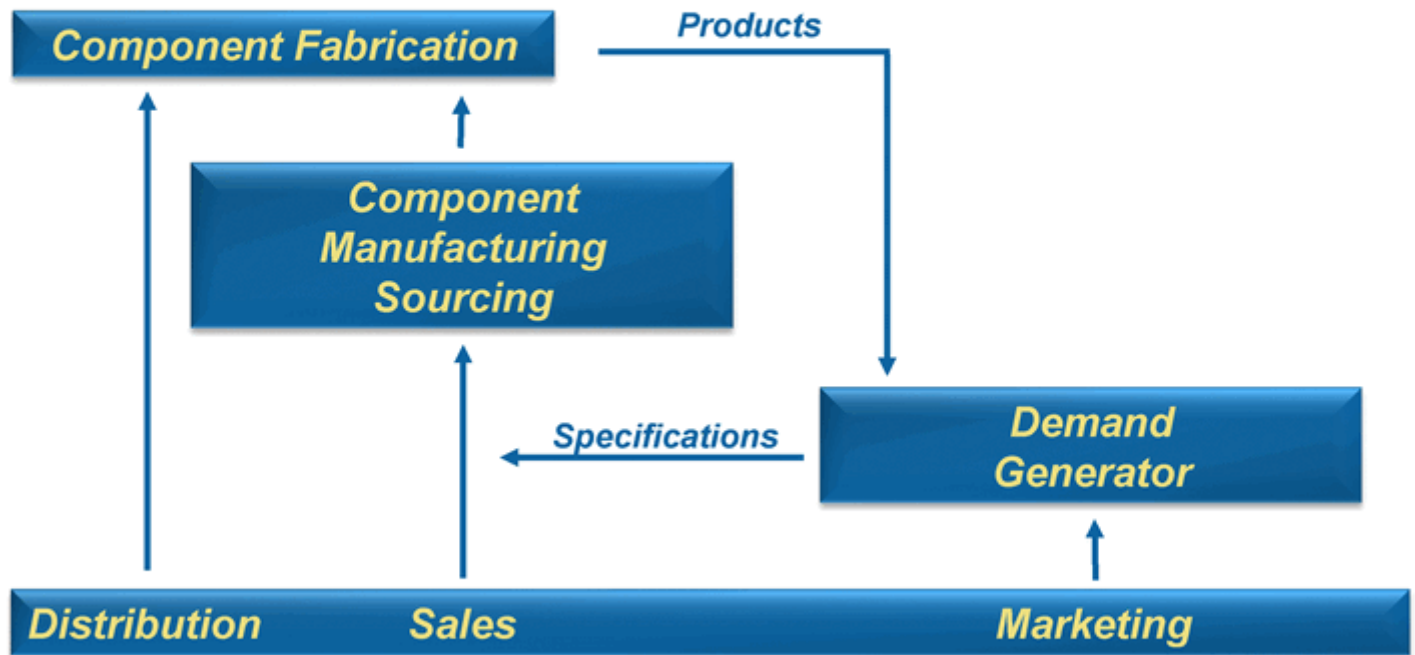 Component Fabrication
Products
Component
Manufacturing
Sourcing
Specifications
Demand
Generator
Distribution
Sales
Marketing